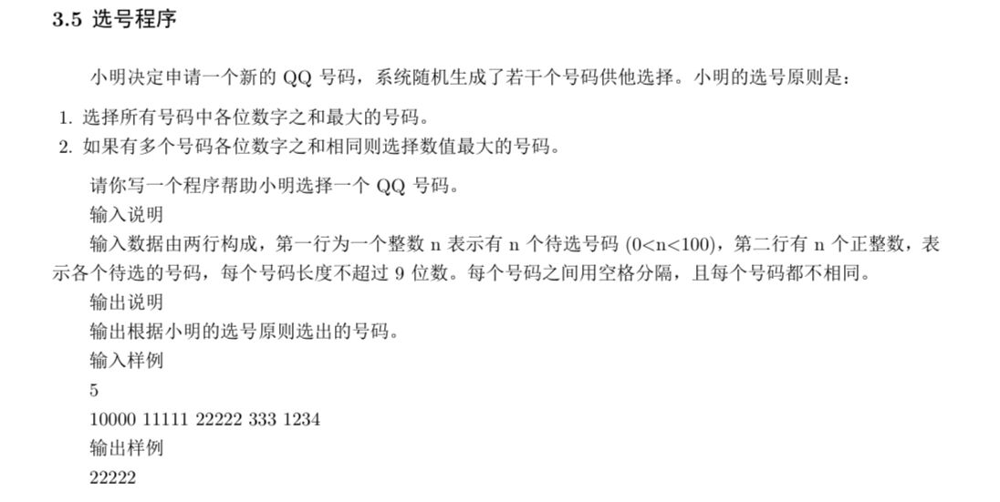 3.5 选号程序
小明决定申请一个新的 QQ 号码，系统随机生成了若干个号码供他选择。小明的选号原则是：
1. 选择所有号码中各位数字之和最大的号码。
2. 如果有多个号码各位数字之和相同则选择数值最大的号码。
请你写一个程序帮助小明选择一个 QQ 号码。
输入说明
输入数据由两行构成，第一行为一个整数 n 表示有 n 个待选号码 (0<n<100)，第二行有 n 个正整数，表
示各个待选的号码，每个号码长度不超过 9 位数。每个号码之间用空格分隔，且每个号码都不相同。
输出说明
输出根据小明的选号原则选出的号码。
输入样例
5
10000 11111 22222 333 1234
输出样例
22222